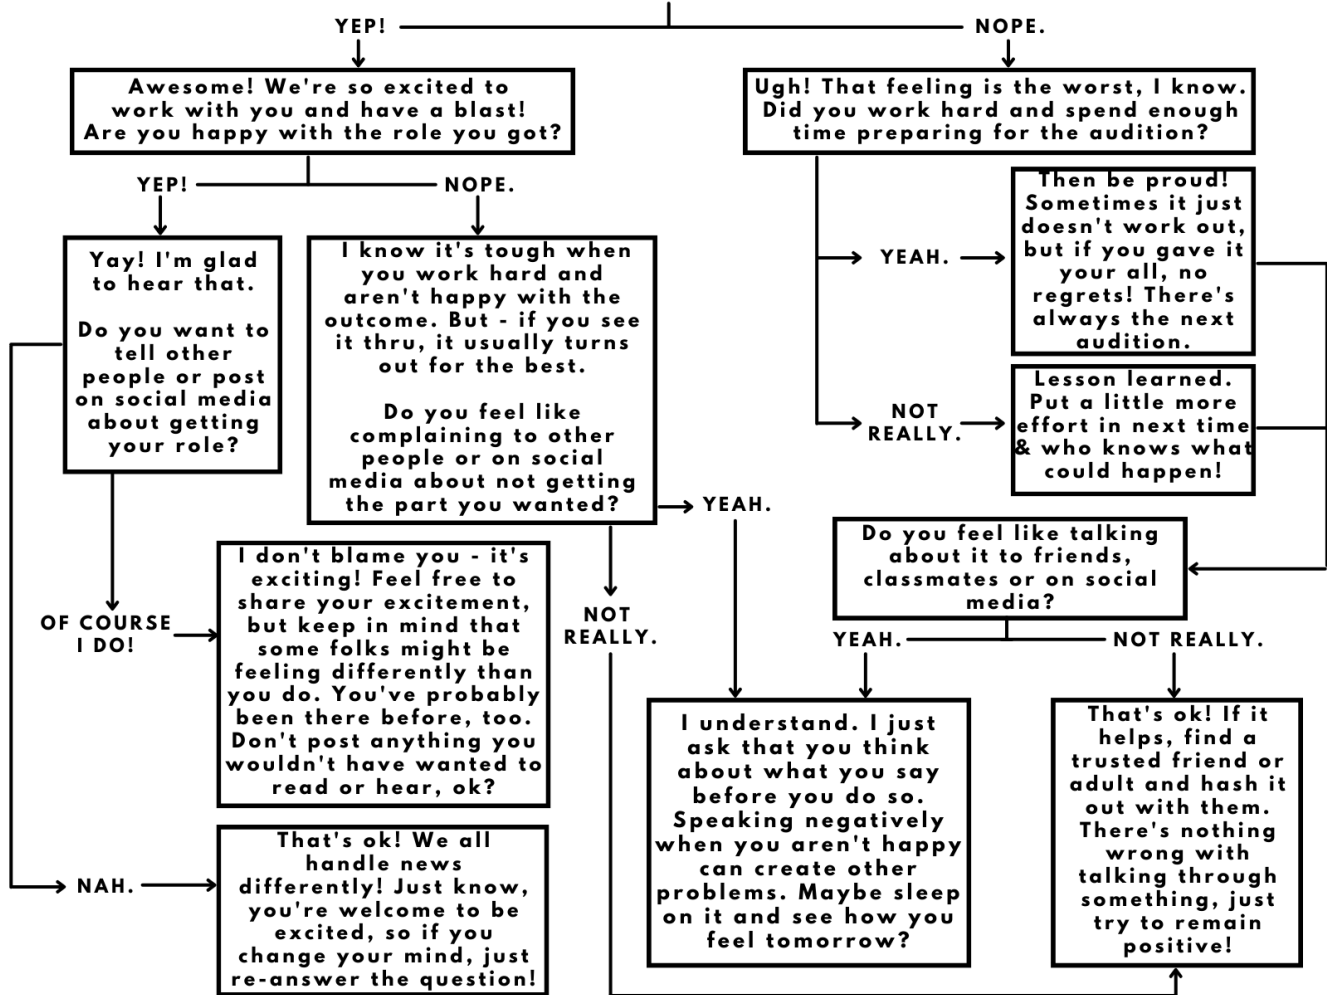 YEP!
NOPE.
Awesome! We're so excited to
work with you and have a blast!
Are you happy with the role you got?
Ugh! That feeling is the worst, I know.
Did you work hard and spend enough
time preparing for the audition?
YEP!
NOPE.
Yay! I'm glad
to hear that.
Do you want to
tell other
people or post
on social media
about getting
your role?
I know it's tough when
you work hard and
aren't happy with the
outcome. But - if you see
it thru, it usually turns
out for the best.
Do you feel like
complaining to other
people or on social
media about not getting
the part you wanted?
YEAH.
Then be proud!
Sometimes it just
doesn't work out,
but if you gave it
your all, no
regrets! There's
always the next
audition.
NOT
REALLY.
Lesson learned.
Put a little more
effort in next time
& who knows what
could happen!
YEAH.
Do you feel like talking
about it to friends,
classmates or on social
media?
OF COURSE
I DO!
I don't blame you - it's
exciting! Feel free to
share your excitement,
but keep in mind that
some folks might be
feeling differently than
you do. You've probably
been there before, too.
Don't post anything you
wouldn't have wanted to
read or hear, ok?
NOT
REALLY.
YEAH.
NOT REALLY.
I understand. I just
ask that you think
about what you say
before you do so.
Speaking negatively
when you aren't happy
can create other
problems. Maybe sleep
on it and see how you
feel tomorrow?
That's ok! If it
helps, find a
trusted friend or
adult and hash it
out with them.
There's nothing
wrong with
talking through
something, just
try to remain
positive!
NAH.
That's ok! We all
handle news
differently! Just know,
you're welcome to be
excited, so if you
change your mind, just
re-answer the question!